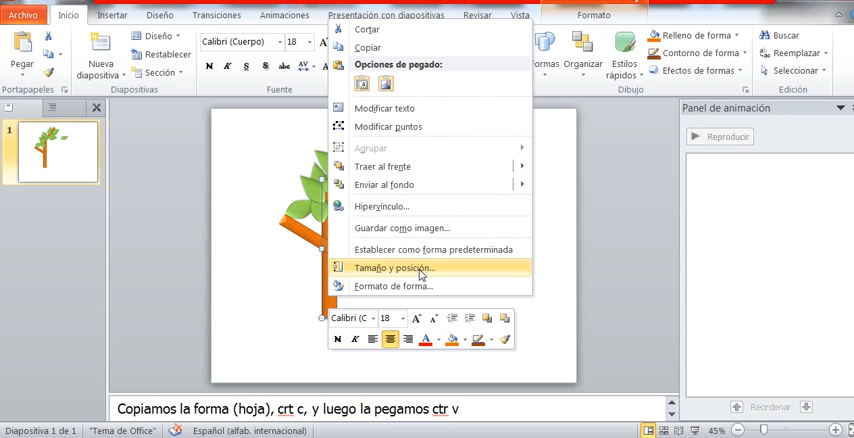 Archivo Inicio Insertar Diseño Transiciones Animaciones Presentación con diapositivas Revisar Vista Formato
Pegar
Nueva diapositiva
Diseño
Restablecer
Sección
Calibri (Cuerpo) 18
N K S S abc AV
Formas
Organizar
Estilos rápidos
Relleno de forma
Contorno de forma
Efectos de formas
Buscar
Reemplazar
Seleccionar
Portapapeles
Fuente
Dibujo
Edición
1
Cortar
Copiar
Opciones de pegado:
Modificar texto
Modificar puntos
Agrupar
Traer al frente
Enviar al fondo
Hipervínculo...
Guardar como imagen...
Establecer como forma predeterminada
Tamaño y posición...
Formato de forma...
Calibri (C 18 A A
N K A
Panel de animación
Reproducir
Reordenar
Copiamos la forma (hoja), crt c, y luego la pegamos ctr v
Diapositiva 1 de 1 "Tema de Office" Español (alfab. internacional) 45%